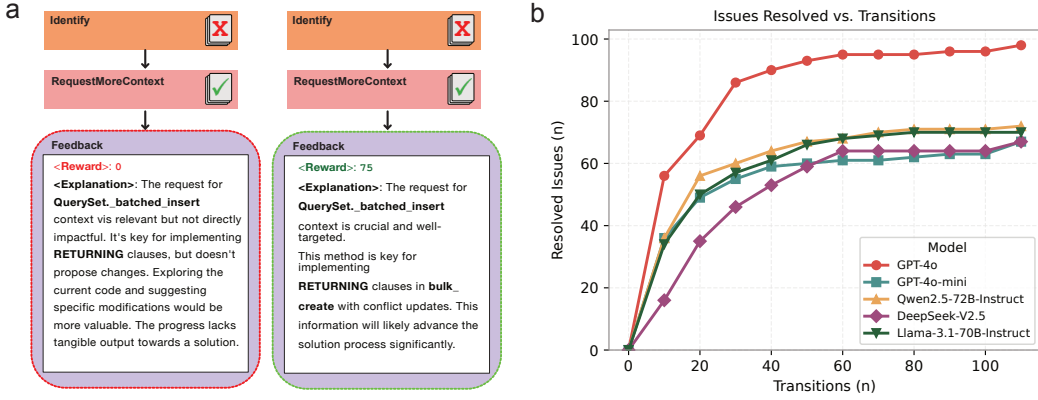 a
Identify
X
RequestMoreContext
✓
Feedback
<Reward>: 0
<Explanation>: The request for
QuerySet._batched_insert
context vis relevant but not directly
impactful. It's key for implementing
RETURNING clauses, but doesn't
propose changes. Exploring the
current code and suggesting
specific modifications would be
more valuable. The progress lacks
tangible output towards a solution.
Identify
X
RequestMoreContext
✓
Feedback
<Reward>: 75
<Explanation>: The request for
QuerySet._batched_insert
context is crucial and well-
targeted.
This method is key for
implementing
RETURNING clauses in bulk_
create with conflict updates. This
information will likely advance the
solution process significantly.
b
Issues Resolved vs. Transitions
Resolved Issues (n)
100
80
60
40
20
0
0 20 40 60 80 100
Transitions (n)
Model
GPT-4o
GPT-4o-mini
Qwen2.5-72B-Instruct
DeepSeek-V2.5
Llama-3.1-70B-Instruct